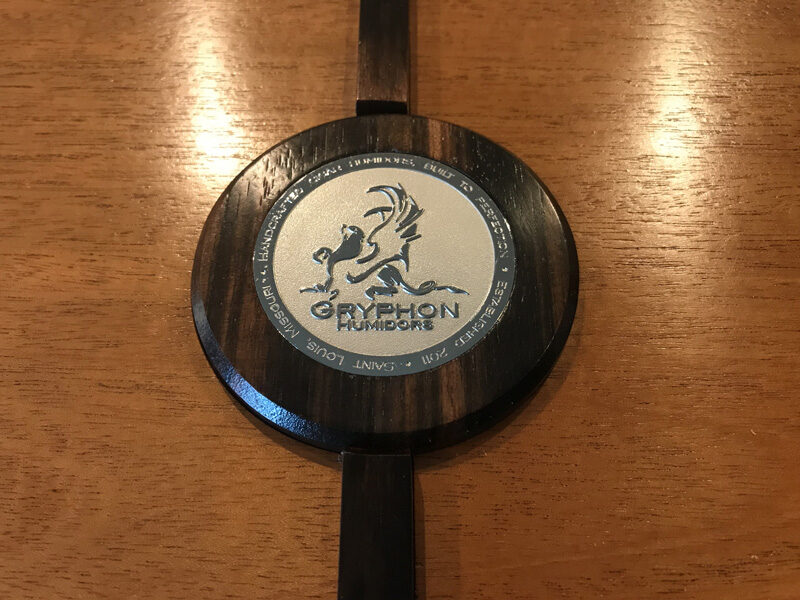 HANDCRAFTED CIGAR HUMIDORS, BUILT TO PERFECTION • ESTABLISHED 2011 • SAINT LOUIS, MISSOURI •
GRYPHON
HUMIDORS